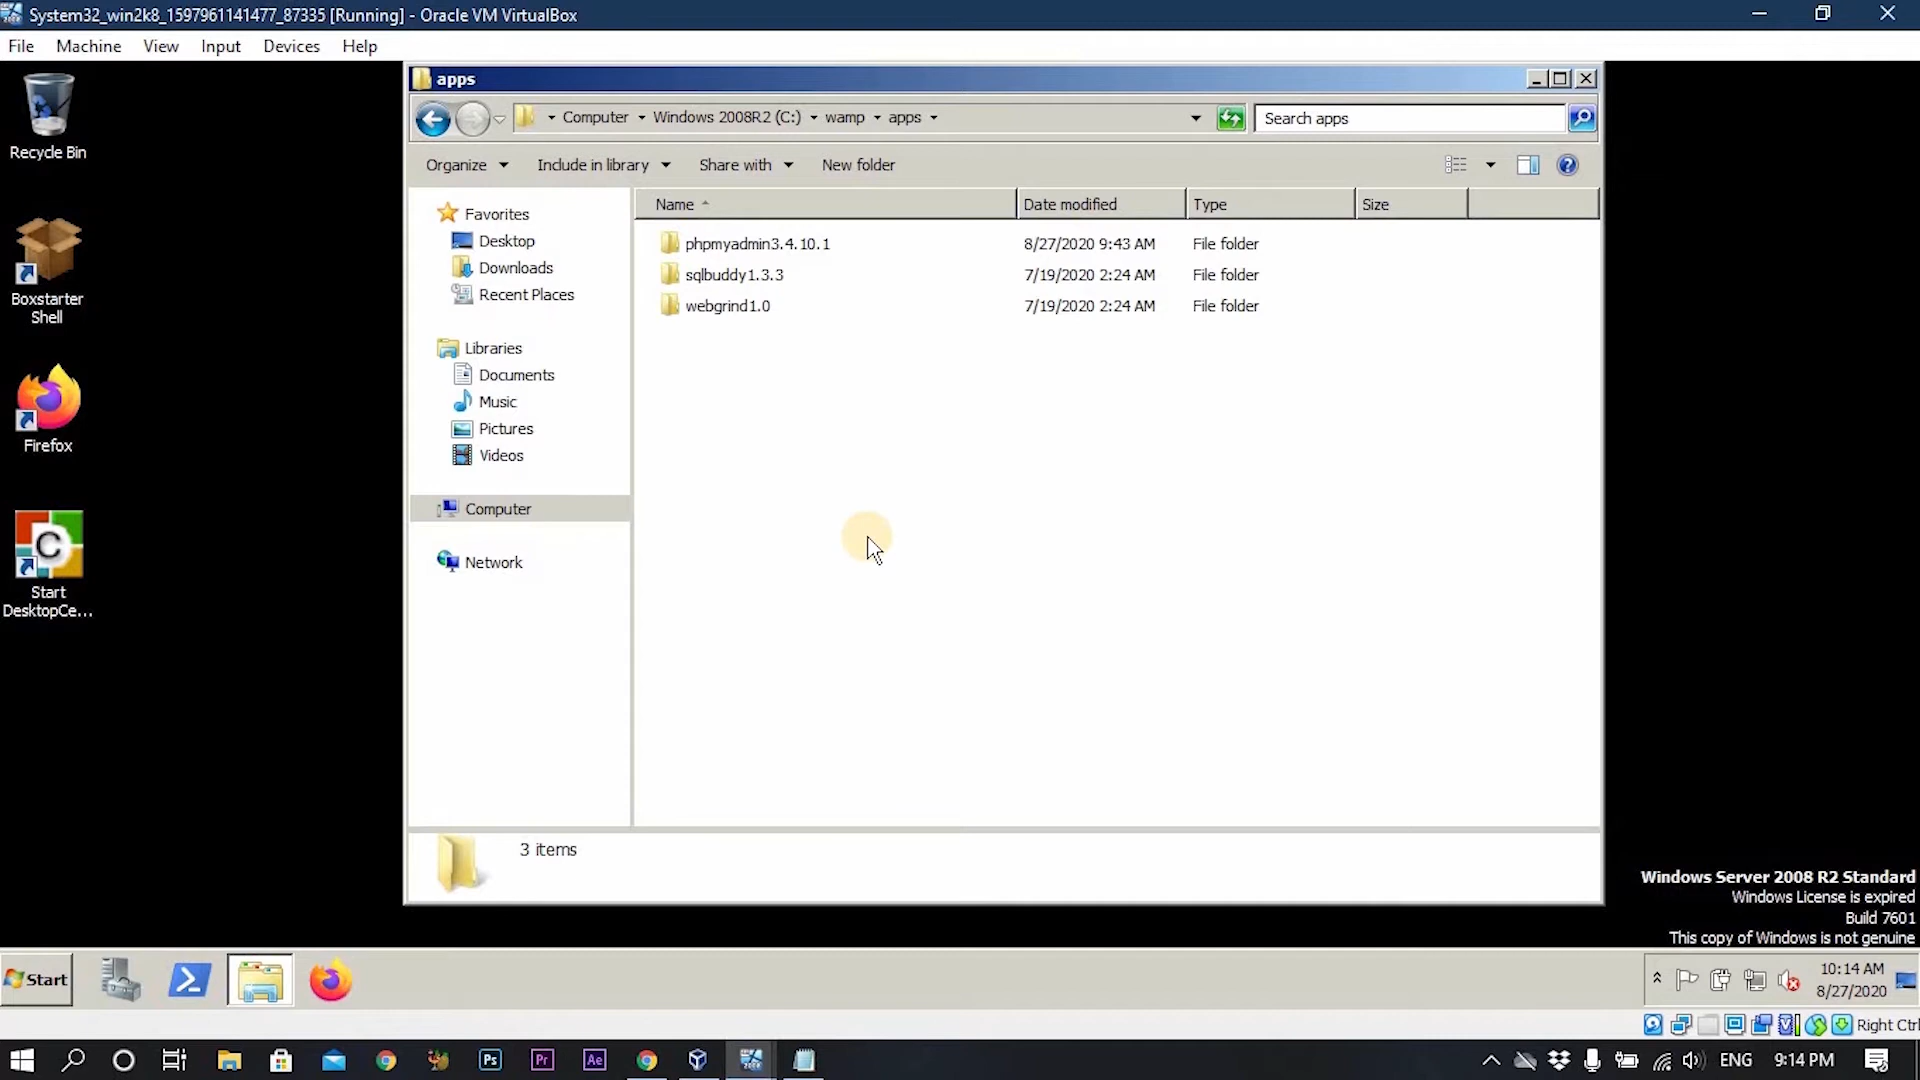 System32_win2k8_1597961141477_87335 [Running] - Oracle VM VirtualBox
File Machine View Input Devices Help
Recycle Bin
Boxstarter
Shell
Firefox
Start
DesktopCe...
apps
Computer Windows 2008R2 (C:) wamp apps
Search apps
Organize Include in library Share with New folder
Favorites
Desktop
Downloads
Recent Places
Libraries
Documents
Music
Pictures
Videos
Computer
Network
Name Date modified Type Size
phpmyadmin3.4.10.1 8/27/2020 9:43 AM File folder
sqlbuddy1.3.3 7/19/2020 2:24 AM File folder
webgrind1.0 7/19/2020 2:24 AM File folder
3 items
Windows Server 2008 R2 Standard
Windows License is expired
Build 7601
This copy of Windows is not genuine
Start
10:14 AM
8/27/2020
Right Ctrl
Ps Pr Ae
ENG 9:14 PM